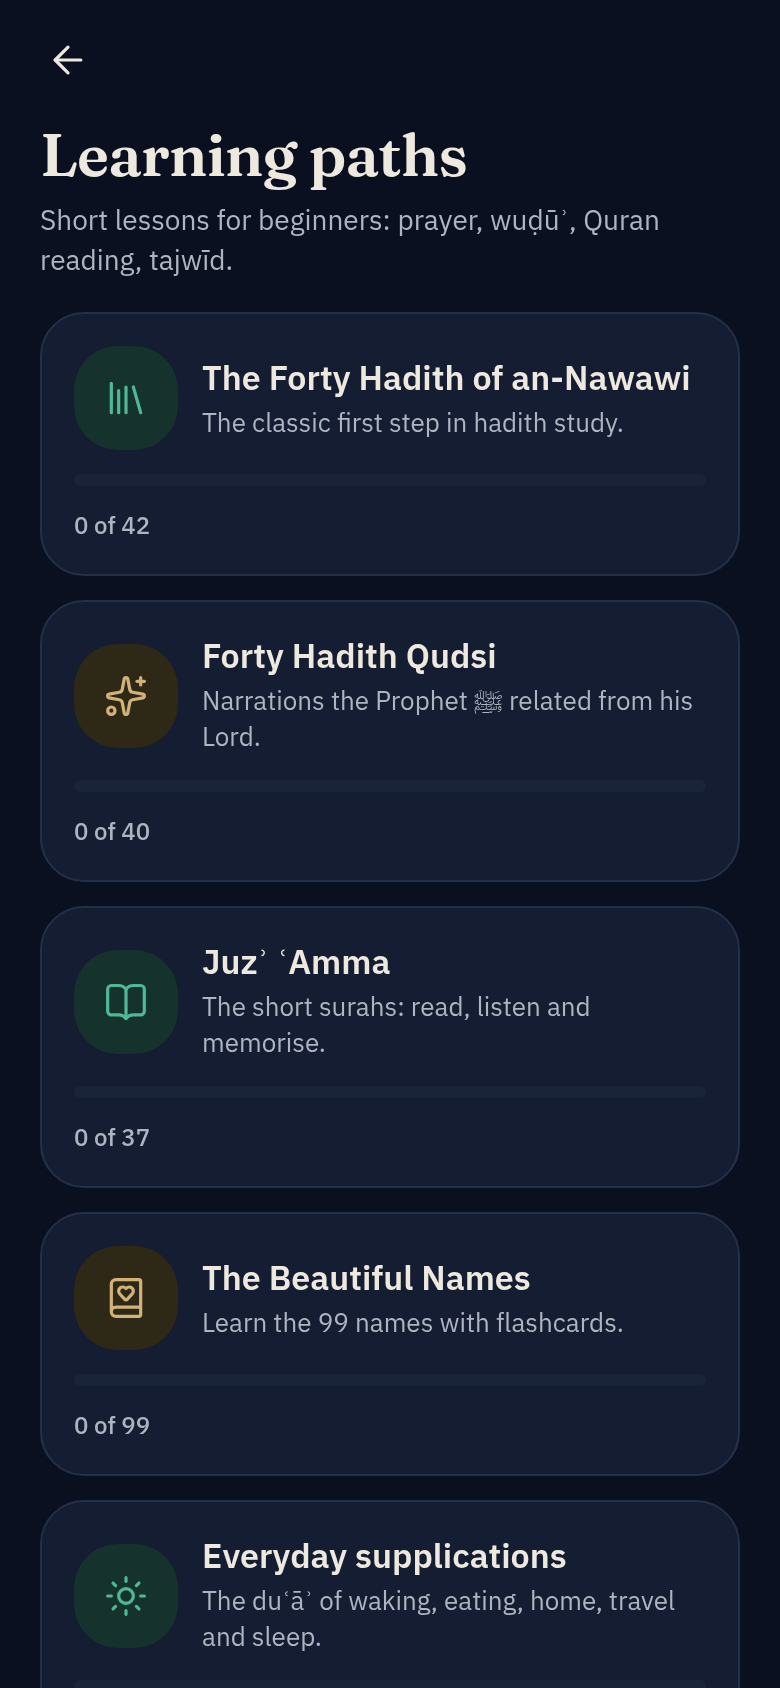 Learning paths
Short lessons for beginners: prayer, wuḍūʾ, Quran
reading, tajwīd.
The Forty Hadith of an-Nawawi
The classic first step in hadith study.
0 of 42
Forty Hadith Qudsi
Narrations the Prophet ﷺ related from his
Lord.
0 of 40
Juzʾ ʿAmma
The short surahs: read, listen and
memorise.
0 of 37
The Beautiful Names
Learn the 99 names with flashcards.
0 of 99
Everyday supplications
The duʿāʾ of waking, eating, home, travel
and sleep.